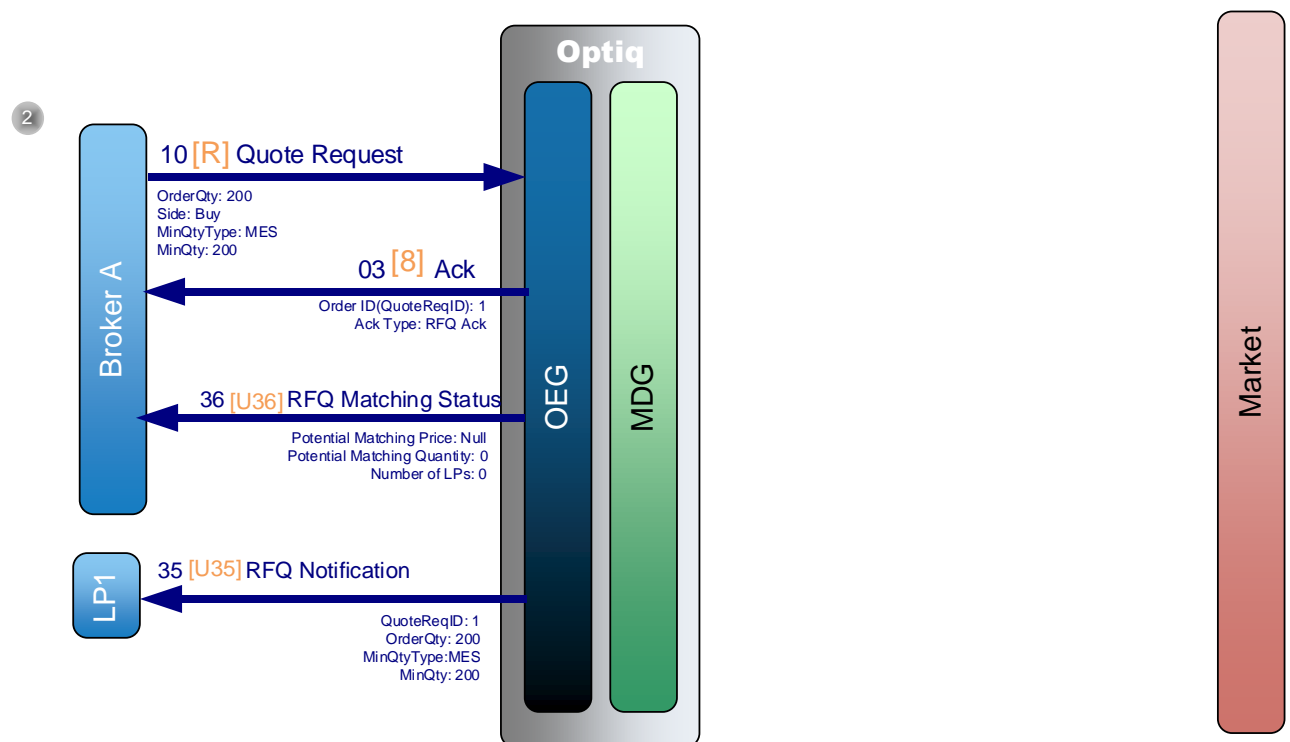 Optiq
2
10 [R] Quote Request
OrderQty: 200
Side: Buy
MinQtyType: MES
MinQty: 200
03 [8] Ack
Order ID(QuoteReqID): 1
Ack Type: RFQ Ack
Broker A
36 [U36] RFQ Matching Status
Potential Matching Price: Null
Potential Matching Quantity: 0
Number of LPs: 0
OEG
MDG
Market
LP1
35 [U35] RFQ Notification
QuoteReqID: 1
OrderQty: 200
MinQtyType:MES
MinQty: 200